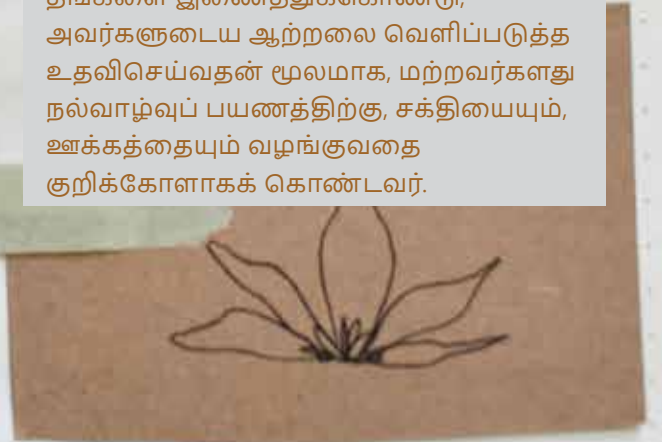 அவர்களுடைய ஆற்றலை வெளிப்படுத்த
உதவிசெய்வதன் மூலமாக, மற்றவர்களது
நல்வாழ்வுப் பயணத்திற்கு, சக்தியையும்,
ஊக்கத்தையும் வழங்குவதை
குறிக்கோளாகக் கொண்டவர்.